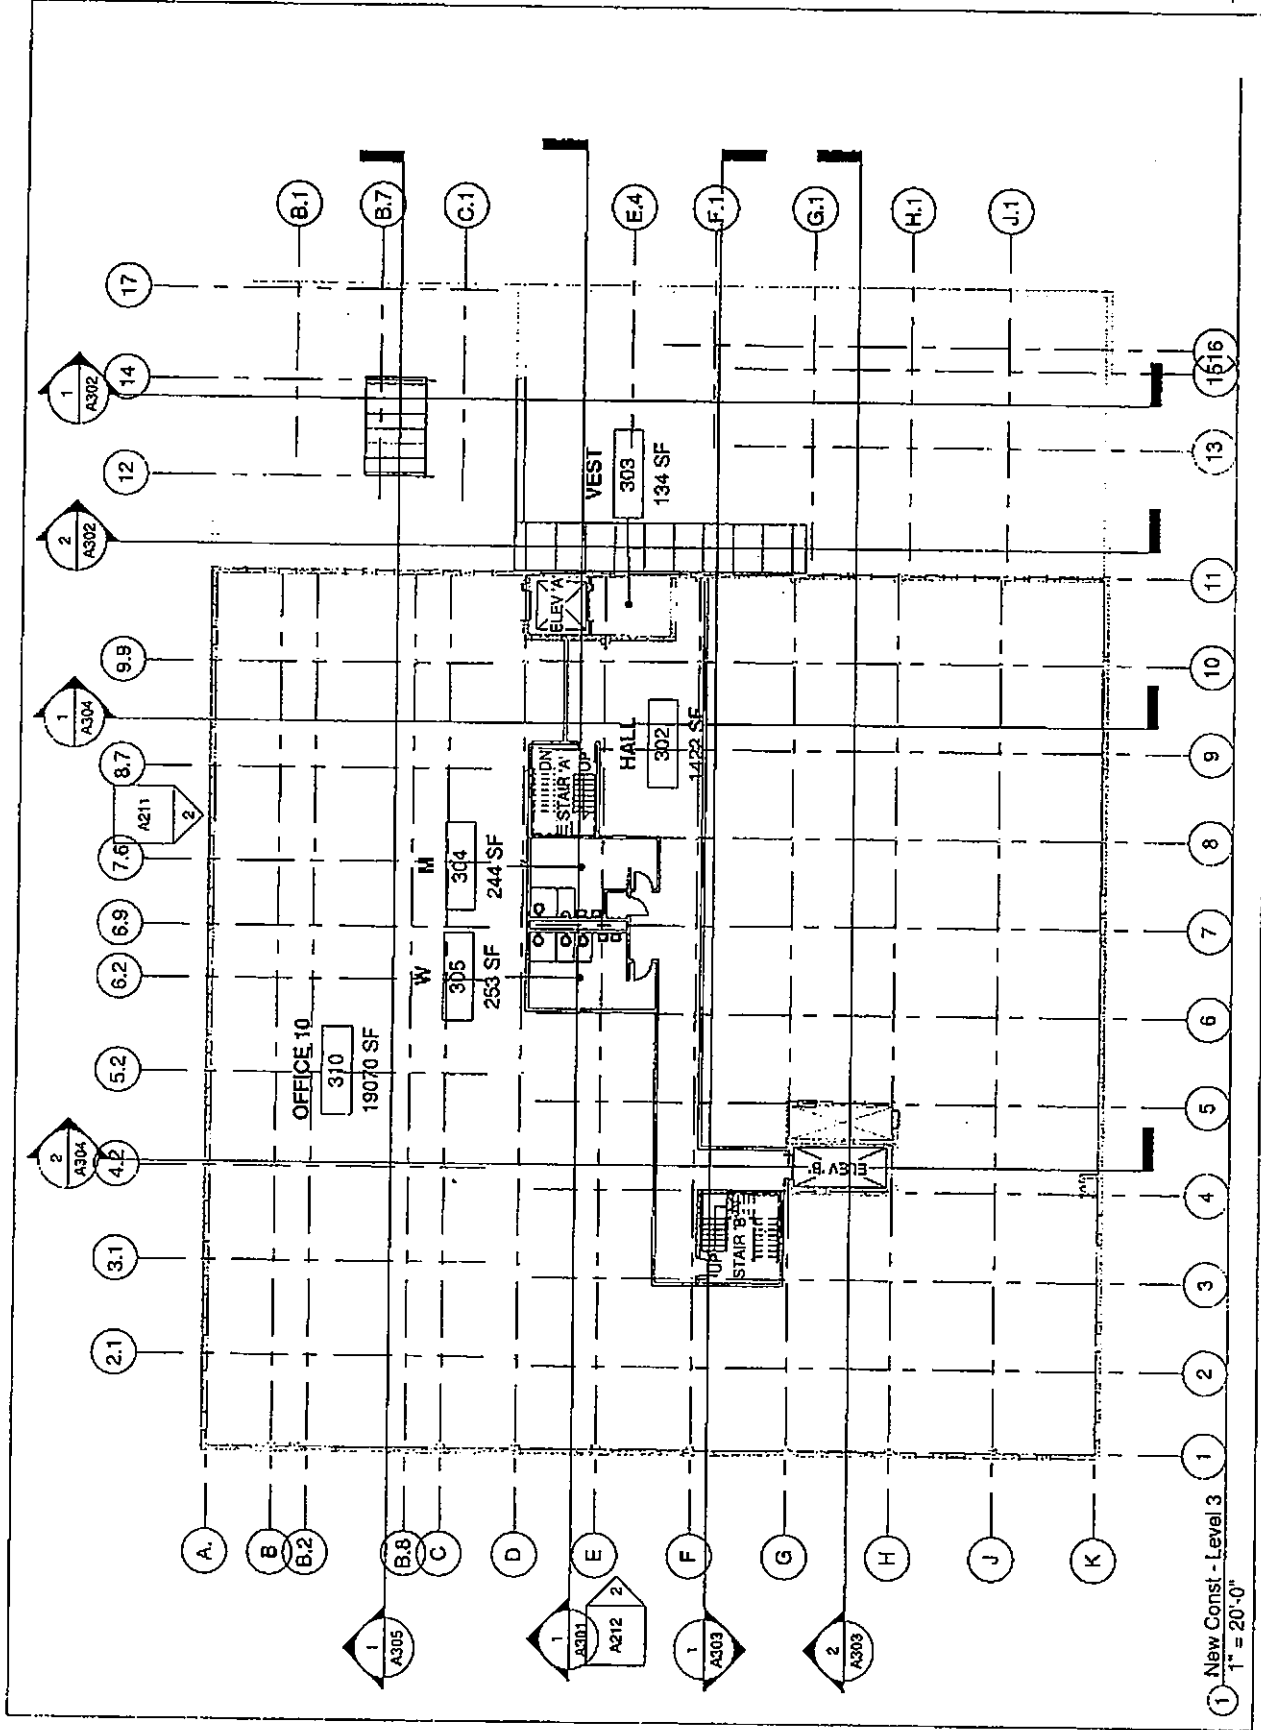 1
A302
2
A302
1
A304
2
A304
A211
2
17
14
12
9.9
8.7
7.6
6.9
6.2
5.2
4.2
3.1
2.1
B.1
B.7
C.1
E.4
F.1
G.1
H.1
J.1
OFFICE 10
310
19070 SF
M
304
244 SF
W
305
253 SF
VEST
303
134 SF
HALL
302
1422 SF
ELEV 'A'
DN
STAIR 'A'
UP
ELEV 'B'
UP
STAIR 'B'
16
15
13
11
10
9
8
7
6
5
4
3
2
1
A.
B
B.2
B.8
C
D
E
F
G
H
J
K
1
A305
1
A301
A212
2
1
A303
2
A303
1
New Const - Level 3
1" = 20'-0"